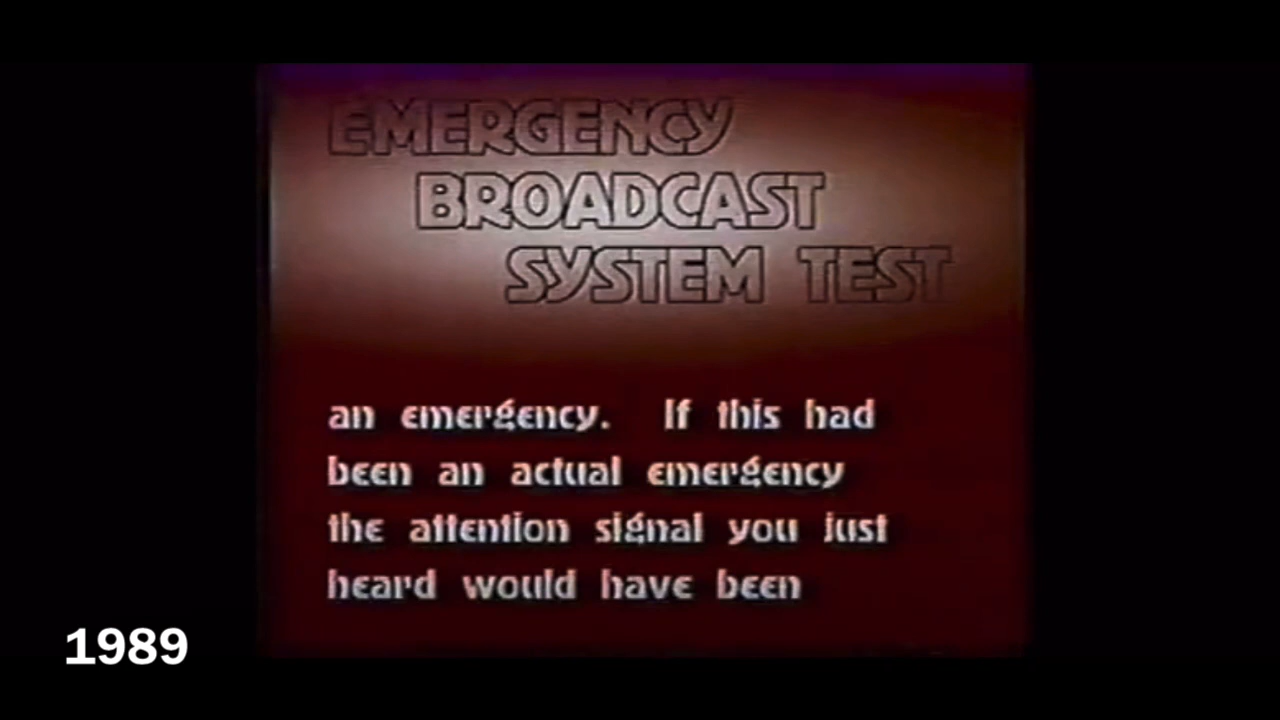 EMERGENCY
BROADCAST
SYSTEM TEST
an emergency. If this had
been an actual emergency
the attention signal you just
heard would have been
1989